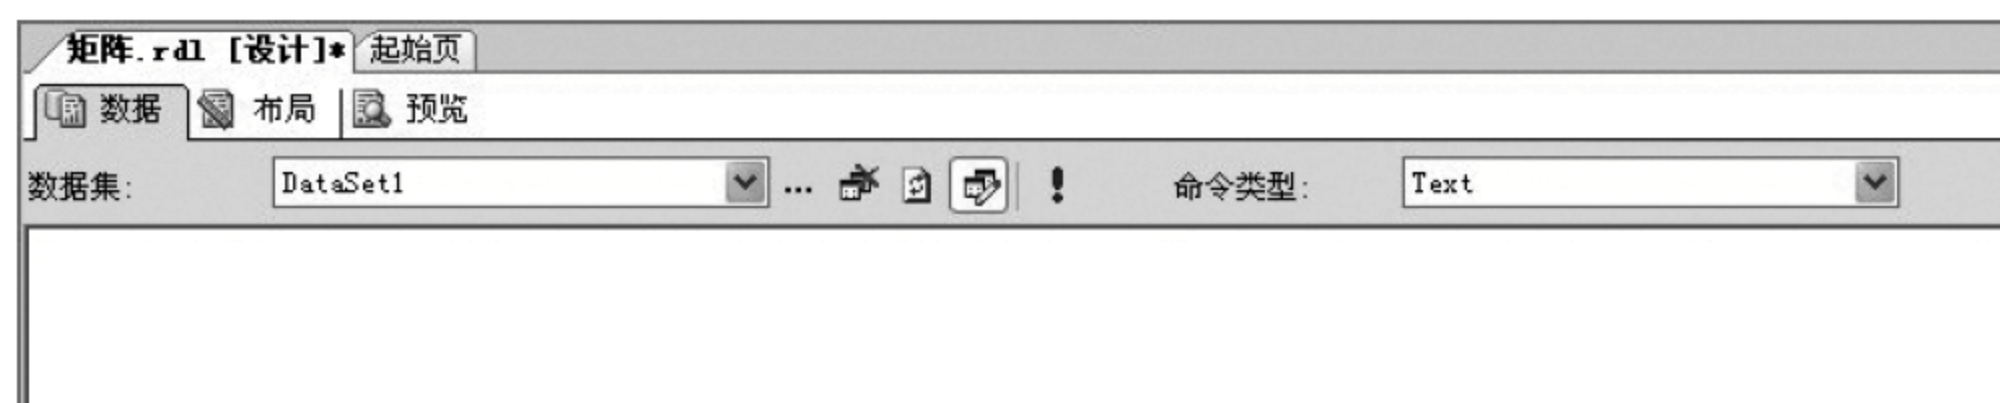 矩阵.rdl [设计]* 起始页
数据 布局 预览
数据集: DataSet1 ... 命令类型: Text